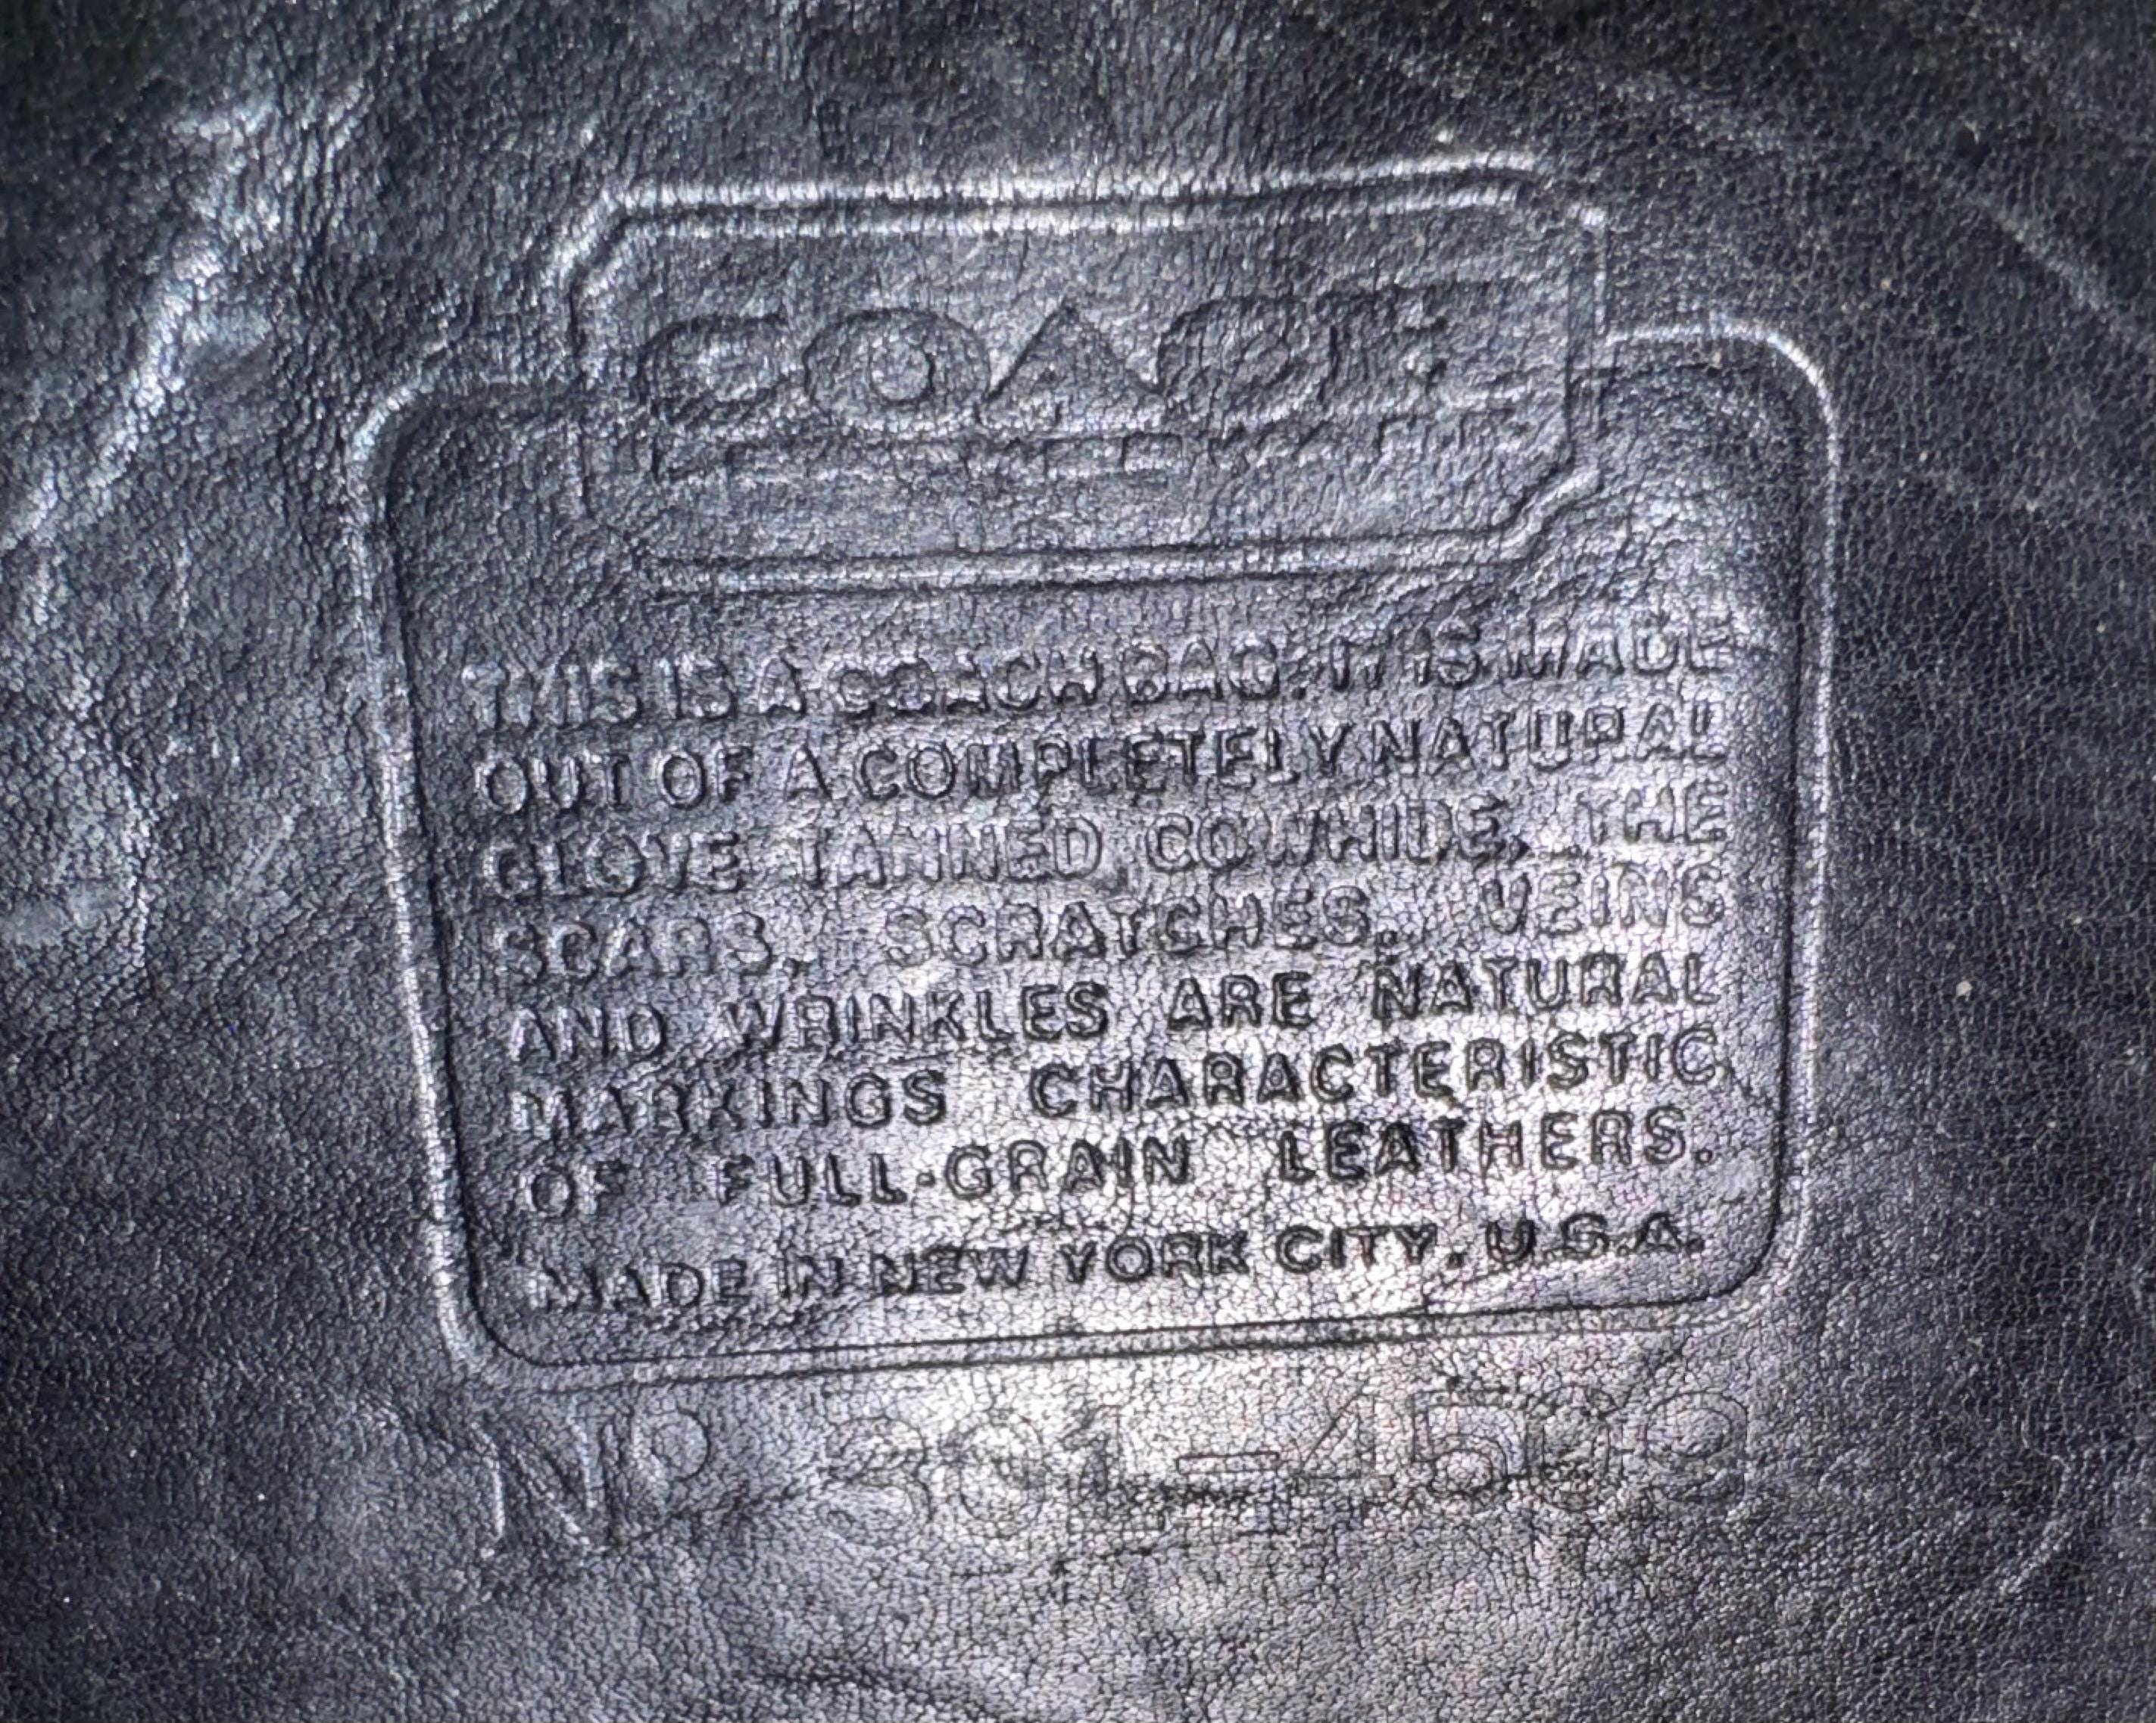 COACH
THIS IS A COACH BAG. IT IS MADE
OUT OF A COMPLETELY NATURAL
GLOVE TANNED COWHIDE, THE
SCARS, SCRATCHES, VEINS
AND WRINKLES ARE NATURAL
MARKINGS CHARACTERISTIC
OF FULL-GRAIN LEATHERS.
MADE IN NEW YORK CITY, U.S.A.
Nº